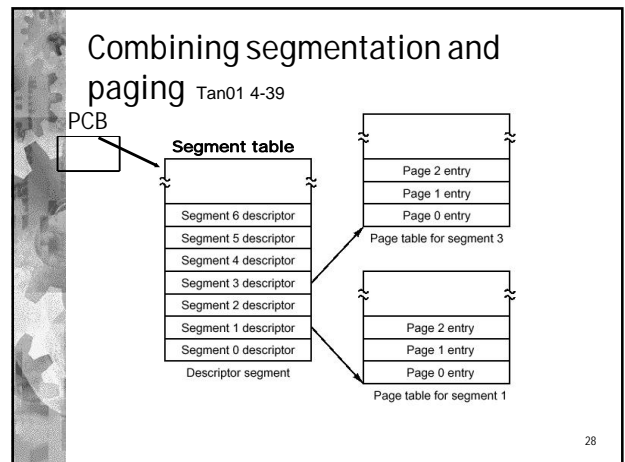 Combining segmentation and
paging Tan01 4-39
PCB
Segment table
Segment 6 descriptor
Segment 5 descriptor
Segment 4 descriptor
Segment 3 descriptor
Segment 2 descriptor
Segment 1 descriptor
Segment 0 descriptor
Descriptor segment
Page 2 entry
Page 1 entry
Page 0 entry
Page table for segment 3
Page 2 entry
Page 1 entry
Page 0 entry
Page table for segment 1
28